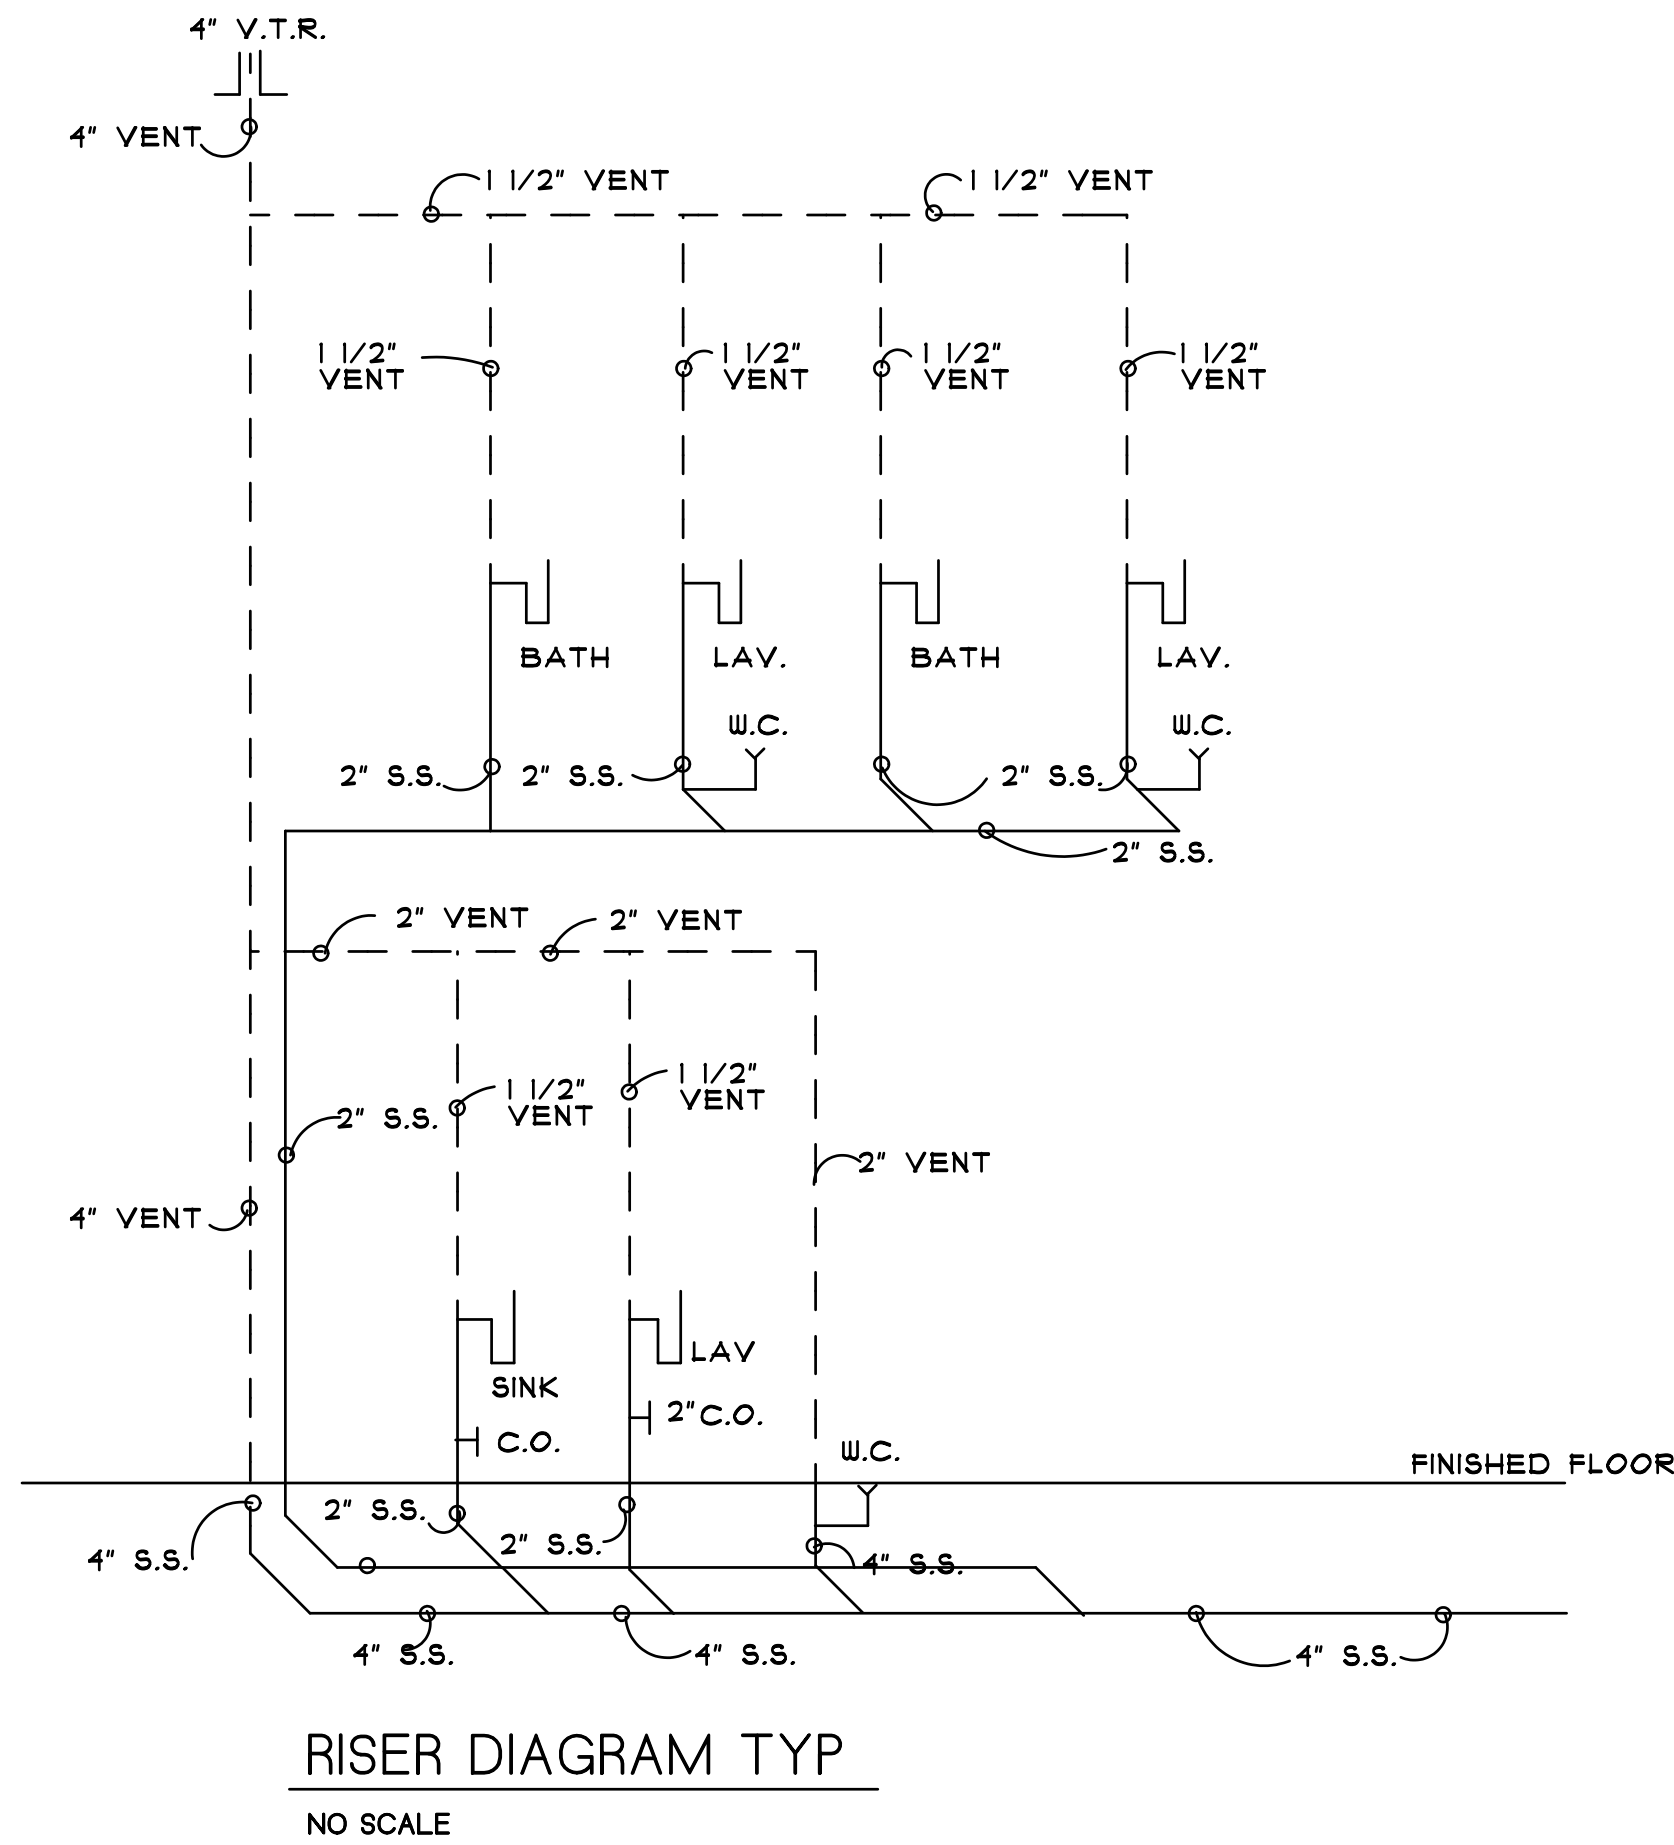 4" V.T.R.
4" VENT
1 1/2" VENT
1 1/2" VENT
1 1/2"
VENT
1 1/2"
VENT
1 1/2"
VENT
1 1/2"
VENT
BATH
LAV.
BATH
LAV.
W.C.
W.C.
2" S.S.
2" S.S.
2" S.S.
2" S.S.
2" VENT
2" VENT
1 1/2"
VENT
1 1/2"
VENT
2" S.S.
2" VENT
4" VENT
LAV
SINK
2" C.O.
C.O.
W.C.
FINISHED FLOOR
2" S.S.
2" S.S.
4" S.S.
4" S.S.
4" S.S.
4" S.S.
4" S.S.
RISER DIAGRAM TYP
NO SCALE